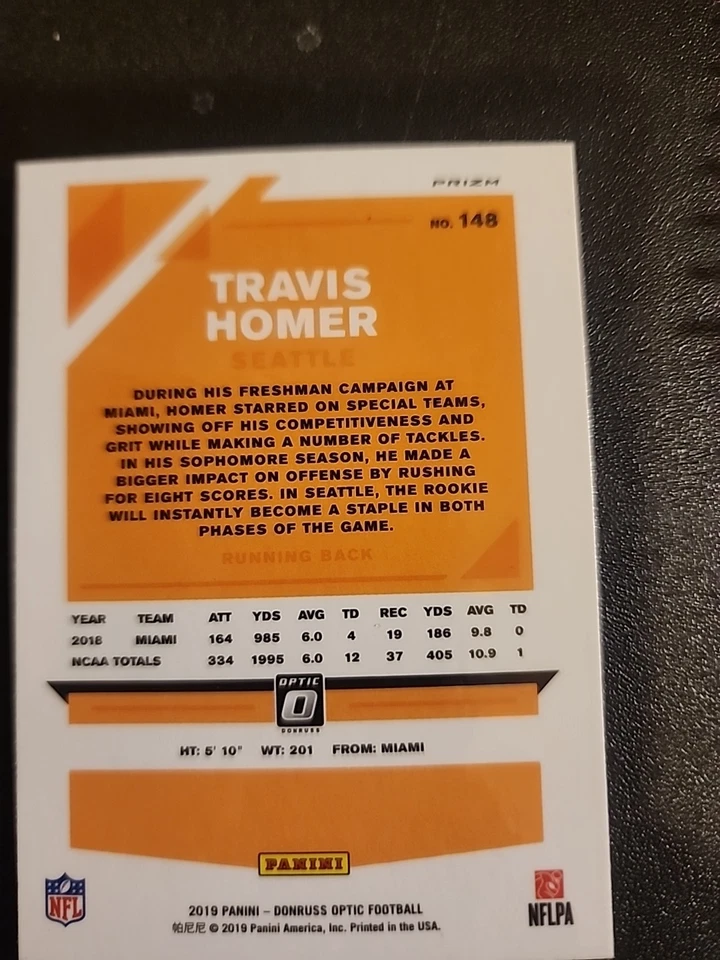 PRIZM
NO. 148
TRAVIS
HOMER
SEATTLE
DURING HIS FRESHMAN CAMPAIGN AT
MIAMI, HOMER STARRED ON SPECIAL TEAMS,
SHOWING OFF HIS COMPETITIVENESS AND
GRIT WHILE MAKING A NUMBER OF TACKLES.
IN HIS SOPHOMORE SEASON, HE MADE A
BIGGER IMPACT ON OFFENSE BY RUSHING
FOR EIGHT SCORES. IN SEATTLE, THE ROOKIE
WILL INSTANTLY BECOME A STAPLE IN BOTH
PHASES OF THE GAME.
RUNNING BACK
YEAR TEAM ATT YDS AVG TD REC YDS AVG TD
2018 MIAMI 164 985 6.0 4 19 186 9.8 0
NCAA TOTALS 334 1995 6.0 12 37 405 10.9 1
OPTIC
O
DONRUSS
HT: 5' 10" WT: 201 FROM: MIAMI
PANINI
NFL
NFLPA
2019 PANINI – DONRUSS OPTIC FOOTBALL
帕尼尼 © 2019 Panini America, Inc. Printed in the USA.